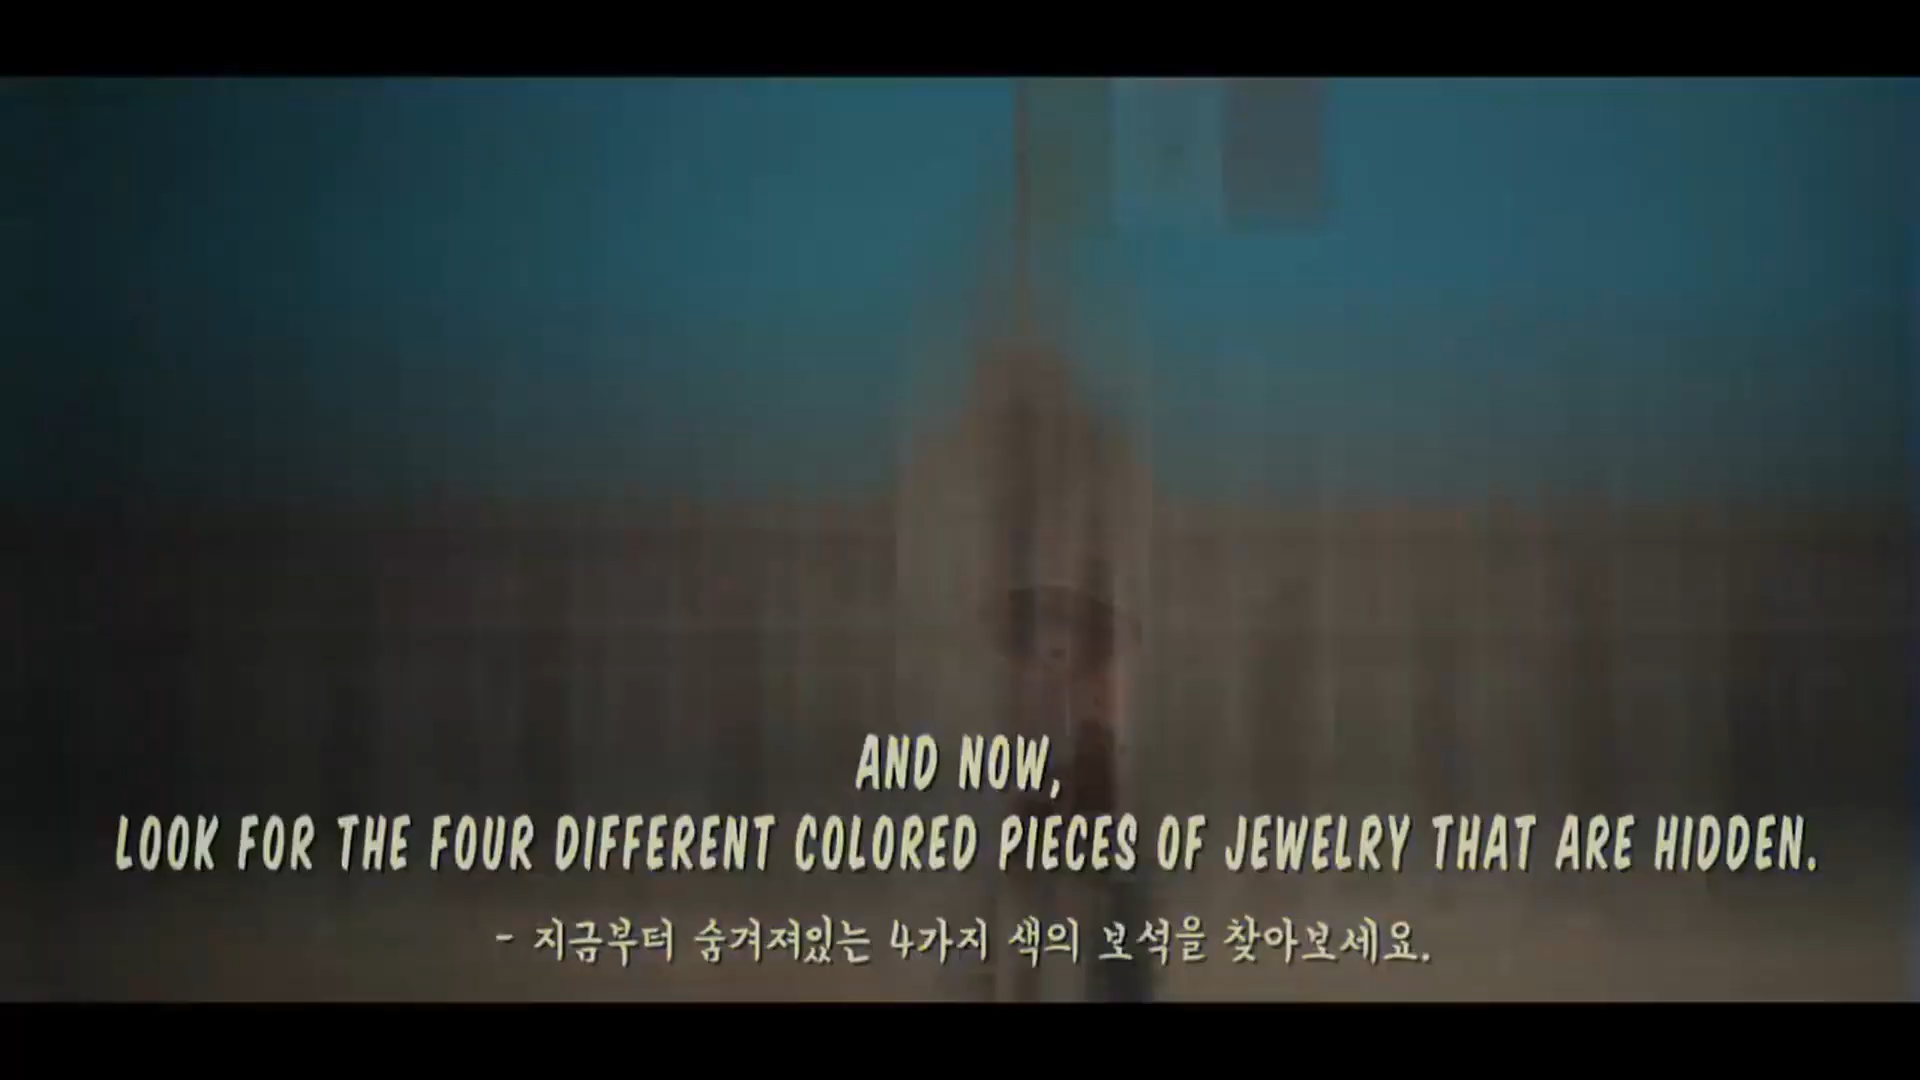 AND NOW,
LOOK FOR THE FOUR DIFFERENT COLORED PIECES OF JEWELRY THAT ARE HIDDEN.
- 지금부터 숨겨져있는 4가지 색의 보석을 찾아보세요.